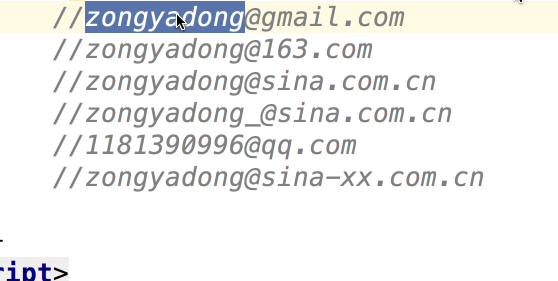 //zongyadong@gmail.com
//zongyadong@163.com
//zongyadong@sina.com.cn
//zongyadong_@sina.com.cn
//1181390996@qq.com
//zongyadong@sina-xx.com.cn
ript>